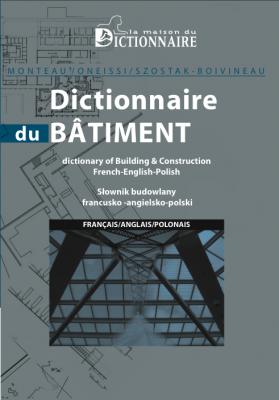 la maison du
DICTIONNAIRE
MONTEAU/ONEISSI/SZOSTAK-BOIVINEAU
Dictionnaire
du BÂTIMENT
dictionary of Building & Construction
French-English-Polish
Słownik budowlany
francusko -angielsko-polski
FRANÇAIS/ANGLAIS/POLONAIS